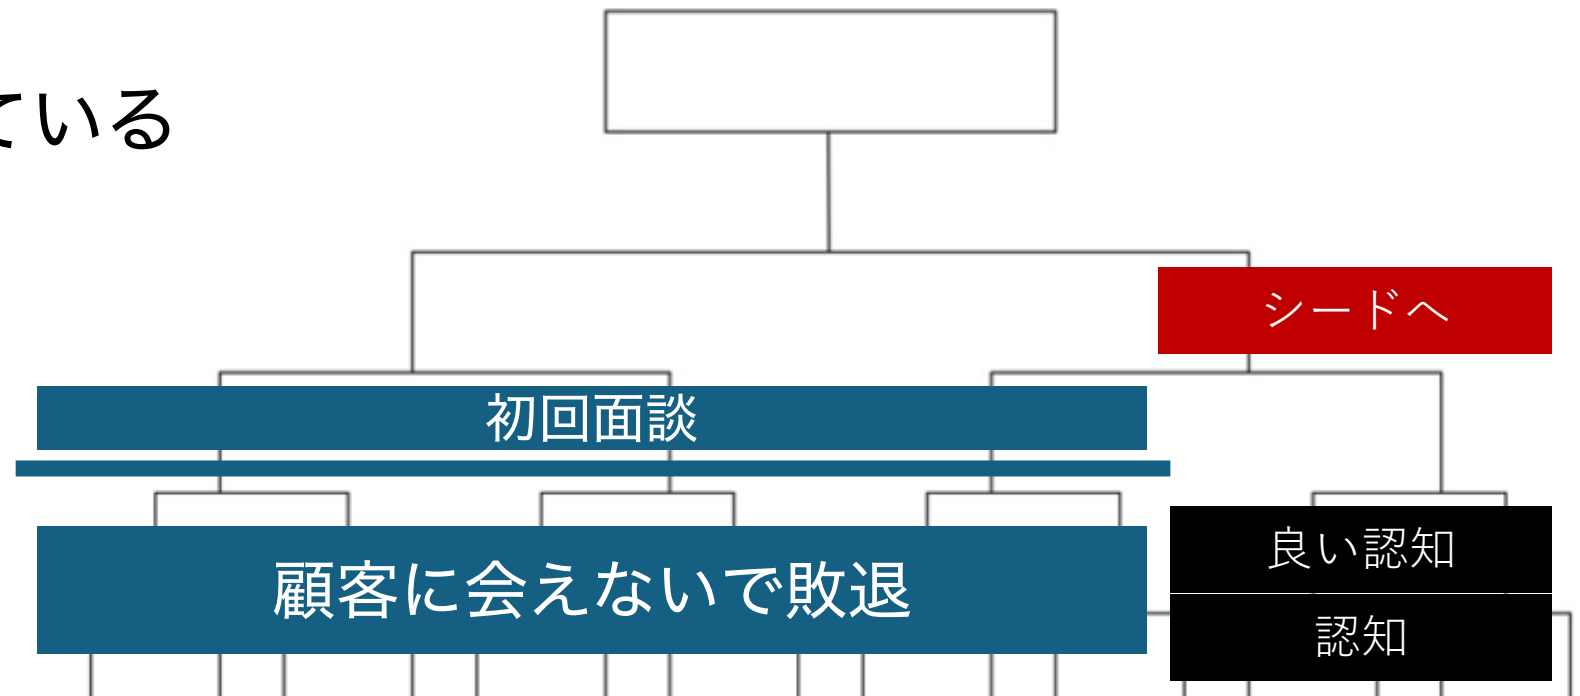 ている
シードへ
初回面談
顧客に会えないで敗退
良い認知
認知